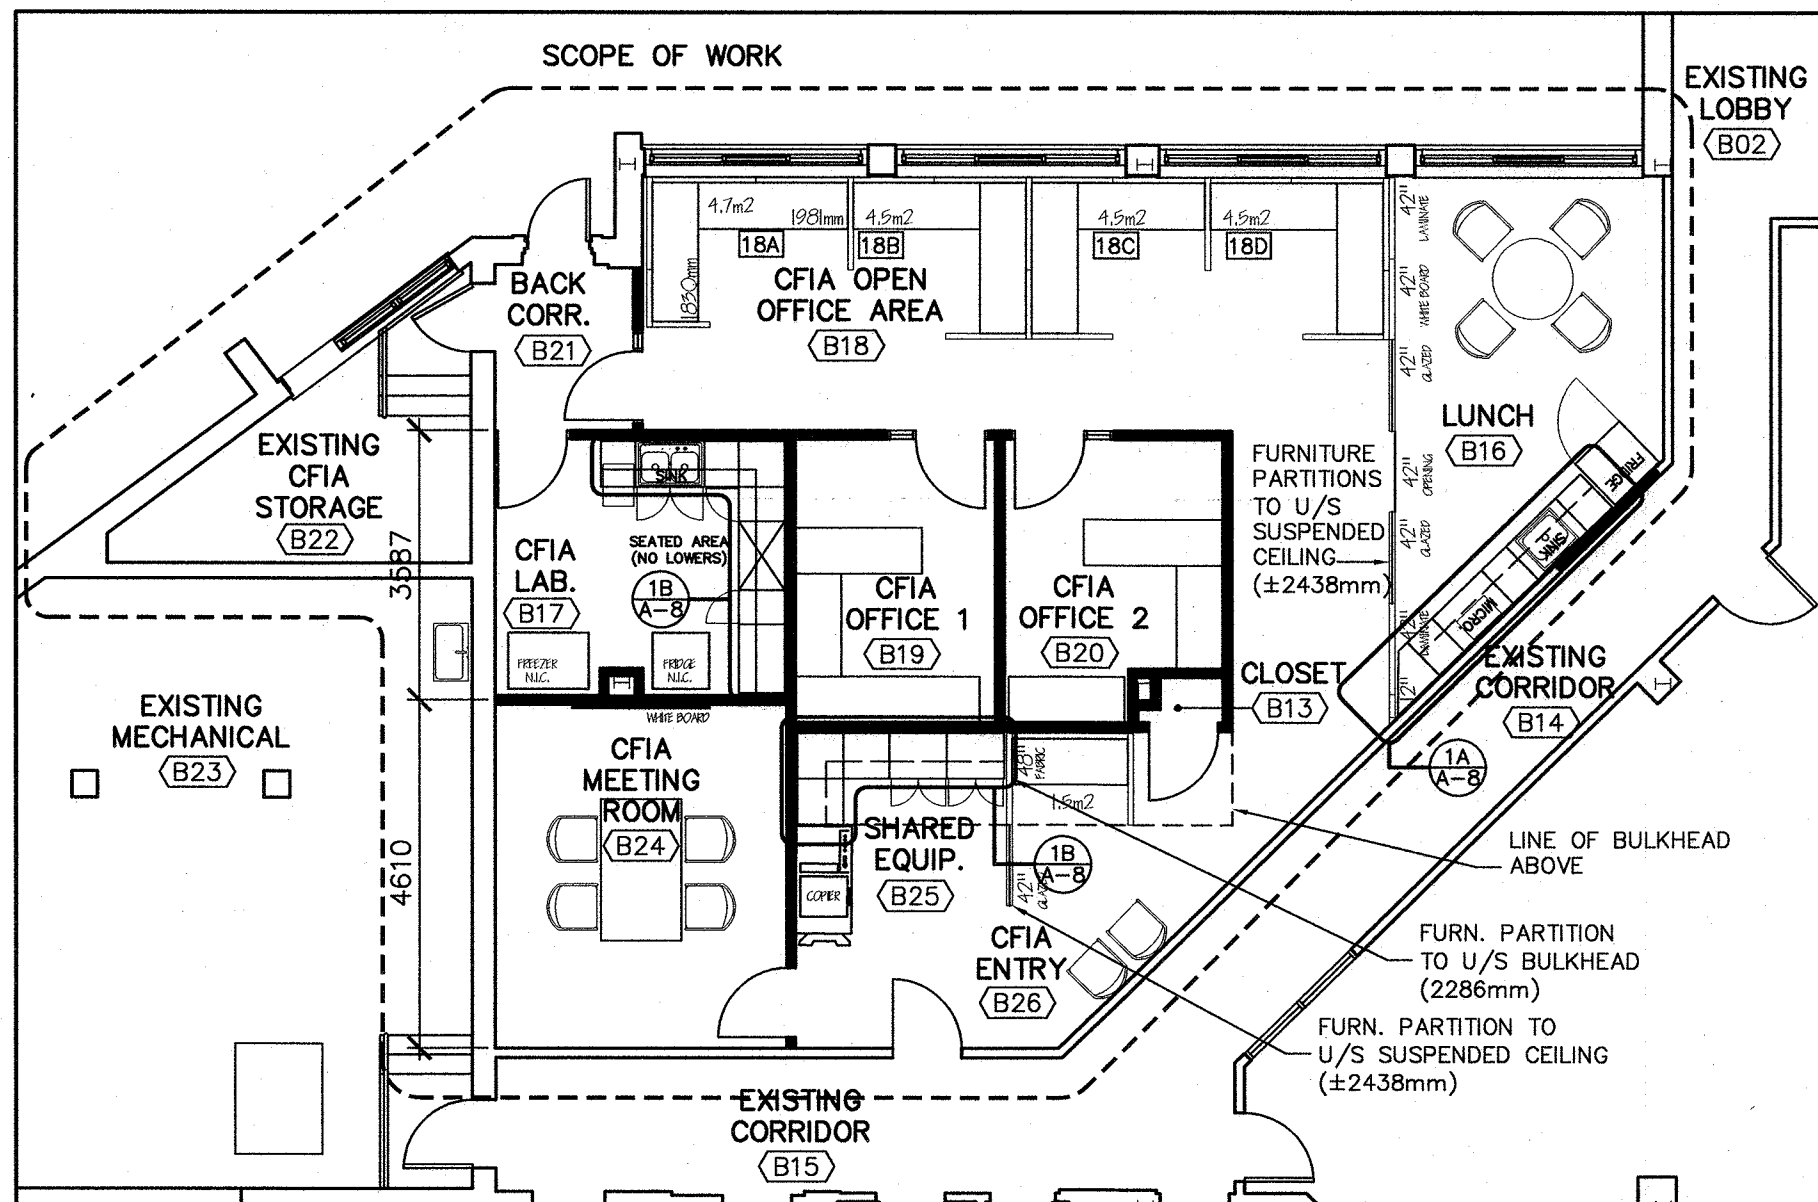 SCOPE OF WORK
EXISTING
LOBBY
B02
4.7m2
1981mm
4.5m2
4.5m2
4.5m2
18A
18B
18C
18D
1830mm
CFIA OPEN
OFFICE AREA
B18
BACK
CORR.
B21
42"
LAMINATE
42"
WHITE BOARD
42"
GLAZED
42"
OPENING
42"
GLAZED
42"
LAMINATE
42"
LUNCH
B16
FRIDGE
SINK
MICRO.
EXISTING
CFIA
STORAGE
B22
3587
SINK
SEATED AREA
(NO LOWERS)
1B
A-8
CFIA
LAB.
B17
FREEZER
N.I.C.
FRIDGE
N.I.C.
CFIA
OFFICE 1
B19
CFIA
OFFICE 2
B20
FURNITURE
PARTITIONS
TO U/S
SUSPENDED
CEILING
(±2438mm)
CLOSET
B13
EXISTING
CORRIDOR
B14
1A
A-8
EXISTING
MECHANICAL
B23
WHITE BOARD
CFIA
MEETING
ROOM
B24
4610
48"
FABRIC
1.5m2
SHARED
EQUIP.
B25
COPIER
1B
A-8
42"
CFIA
ENTRY
B26
LINE OF BULKHEAD
ABOVE
FURN. PARTITION
TO U/S BULKHEAD
(2286mm)
FURN. PARTITION TO
U/S SUSPENDED CEILING
(±2438mm)
EXISTING
CORRIDOR
B15